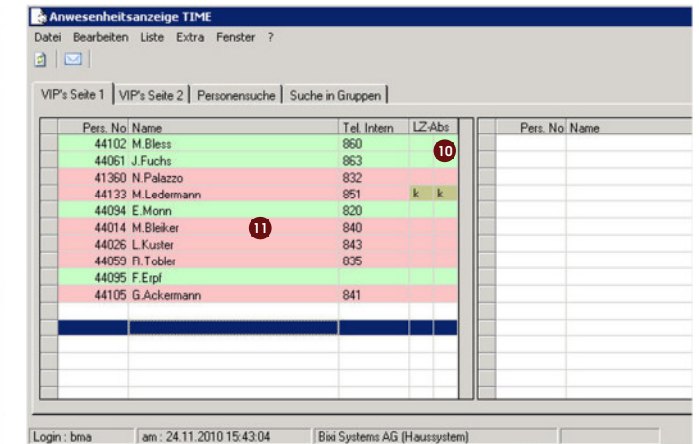 Anwesenheitsanzeige TIME
Datei Bearbeiten Liste Extra Fenster ?
VIP's Seite 1 VIP's Seite 2 Personensuche Suche in Gruppen
Pers. No Name Tel. Intern LZ-Abs Pers. No Name
44102 M.Bless 860
10
44061 J.Fuchs 863
41360 N.Palazzo 832
44133 M.Ledermann 851 k k
44094 E.Monn 820
44014 M.Bleiker 11 840
44026 L.Kuster 843
44059 R.Tobler 835
44095 F.Erpf
44105 G.Ackermann 841
Login : bma am : 24.11.2010 15:43:04 Bixi Systems AG (Haussystem)